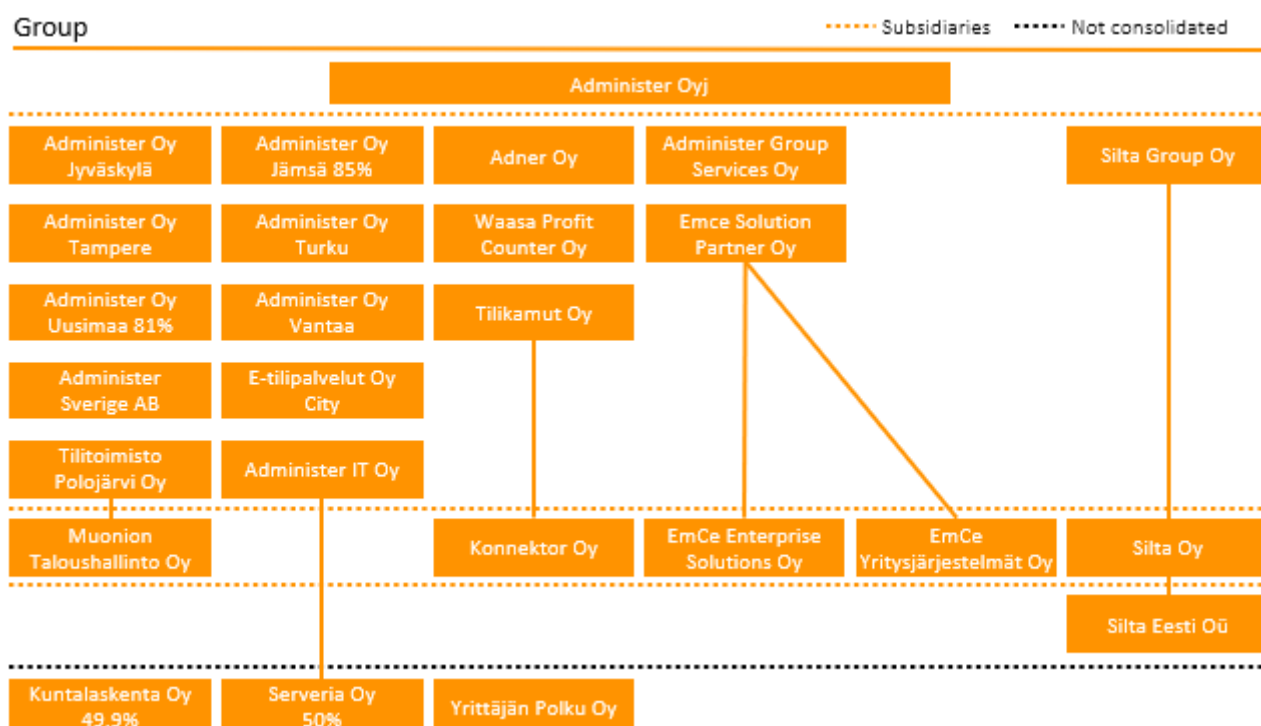 Group
Subsidiaries
Not consolidated
Administer Oyj
Administer Oy
Jyväskylä
Administer Oy
Jämsä 85%
Adner Oy
Administer Group
Services Oy
Silta Group Oy
Administer Oy
Tampere
Administer Oy
Turku
Waasa Profit
Counter Oy
Emce Solution
Partner Oy
Administer Oy
Uusimaa 81%
Administer Oy
Vantaa
Tilikamut Oy
Administer
Sverige AB
E-tilipalvelut Oy
City
Tilitoimisto
Polojärvi Oy
Administer IT Oy
Muonion
Taloushallinto Oy
Konnektor Oy
EmCe Enterprise
Solutions Oy
EmCe
Yritysjärjestelmät Oy
Silta Oy
Silta Eesti Oü
Kuntalaskenta Oy
49.9%
Serveria Oy
50%
Yrittäjän Polku Oy